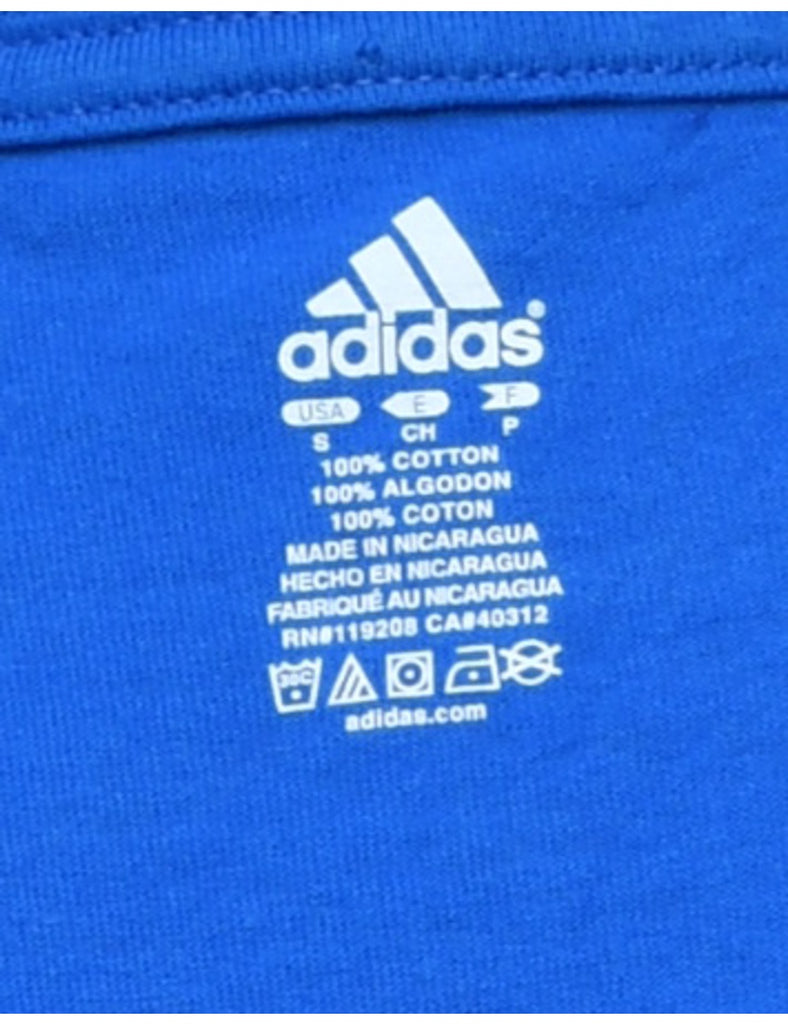 adidas®
USA E F
S CH P
100% COTTON
100% ALGODON
100% COTON
MADE IN NICARAGUA
HECHO EN NICARAGUA
FABRIQUÉ AU NICARAGUA
RN#119208 CA#40312
30C
adidas.com